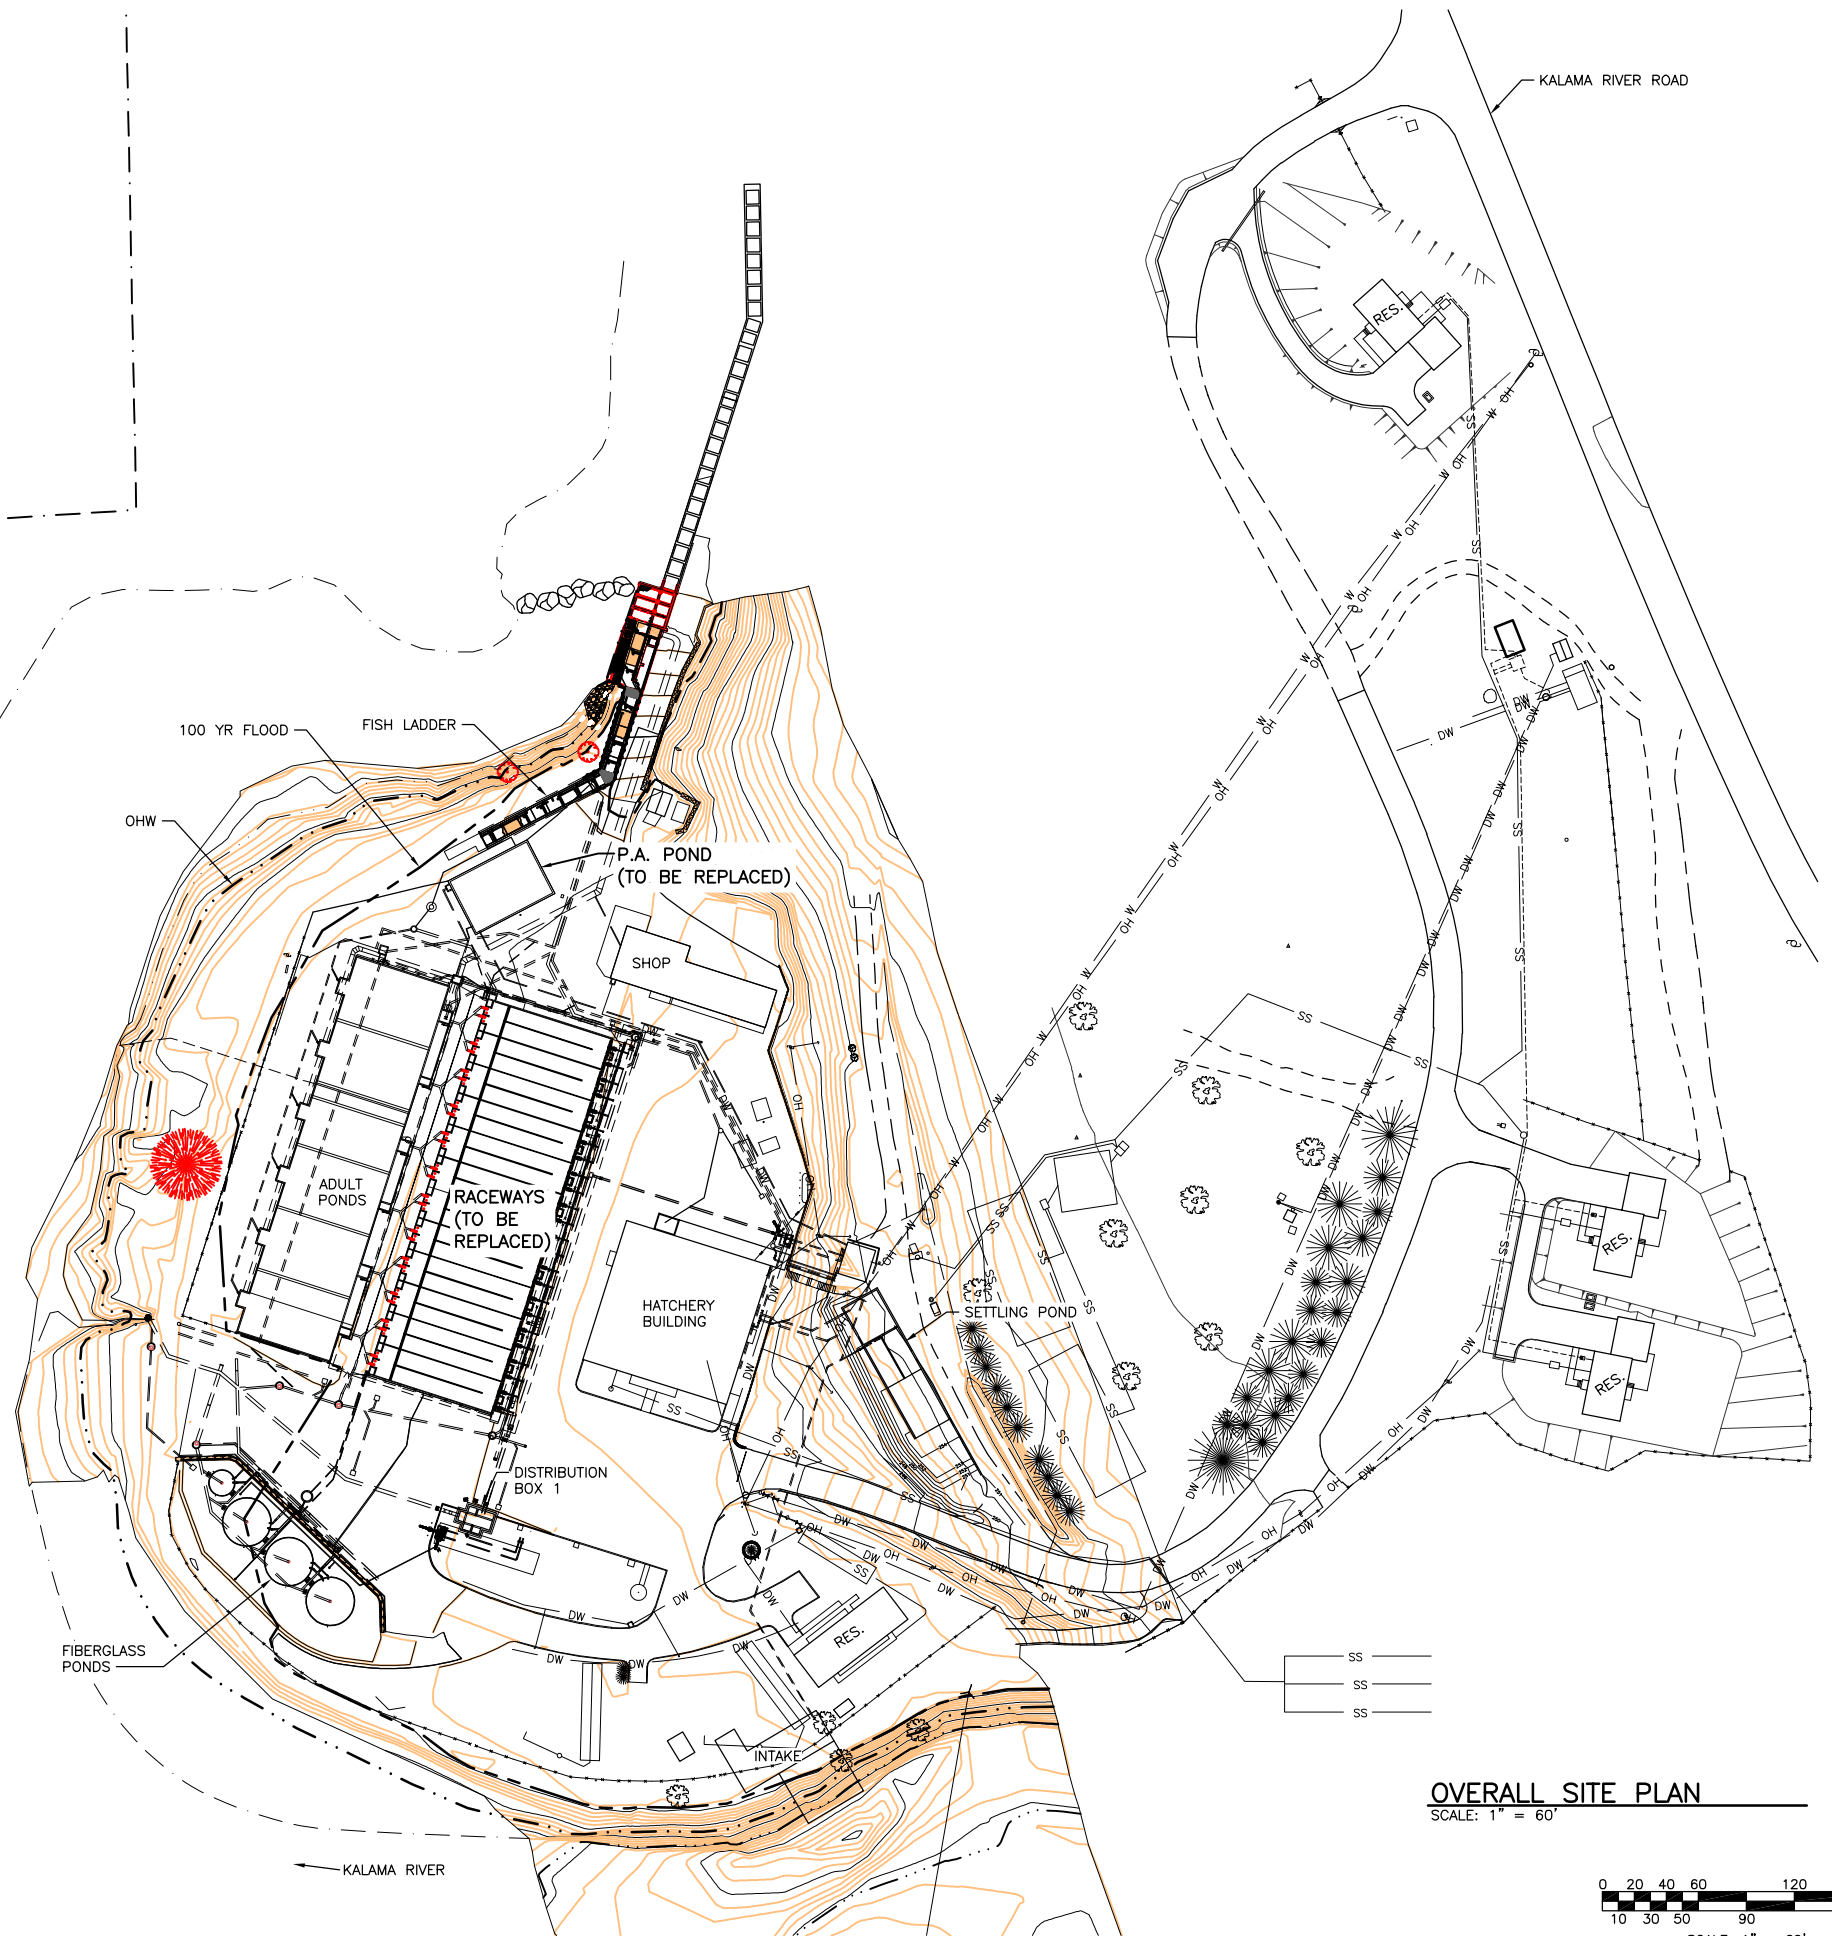 KALAMA RIVER ROAD
RES.
100 YR FLOOD
FISH LADDER
OHW
P.A. POND
(TO BE REPLACED)
SHOP
ADULT
PONDS
RACEWAYS
(TO BE
REPLACED)
HATCHERY
BUILDING
SETTLING POND
RES.
RES.
DISTRIBUTION
BOX 1
FIBERGLASS
PONDS
RES.
INTAKE
SS
SS
SS
KALAMA RIVER
OVERALL SITE PLAN
SCALE: 1" = 60'
0 20 40 60 120
10 30 50 90